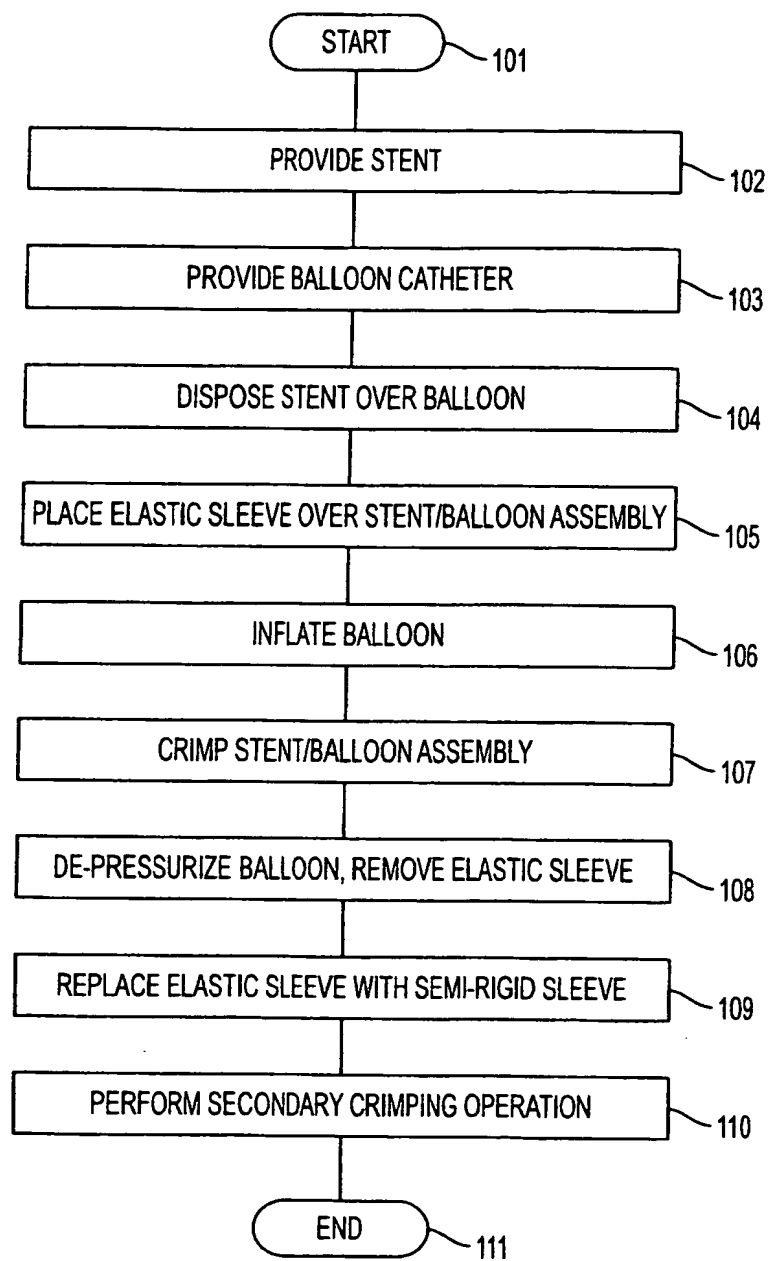 START
101
PROVIDE STENT
102
PROVIDE BALLOON CATHETER
103
DISPOSE STENT OVER BALLOON
104
PLACE ELASTIC SLEEVE OVER STENT/BALLOON ASSEMBLY
105
INFLATE BALLOON
106
CRIMP STENT/BALLOON ASSEMBLY
107
DE-PRESSURIZE BALLOON, REMOVE ELASTIC SLEEVE
108
REPLACE ELASTIC SLEEVE WITH SEMI-RIGID SLEEVE
109
PERFORM SECONDARY CRIMPING OPERATION
110
END
111